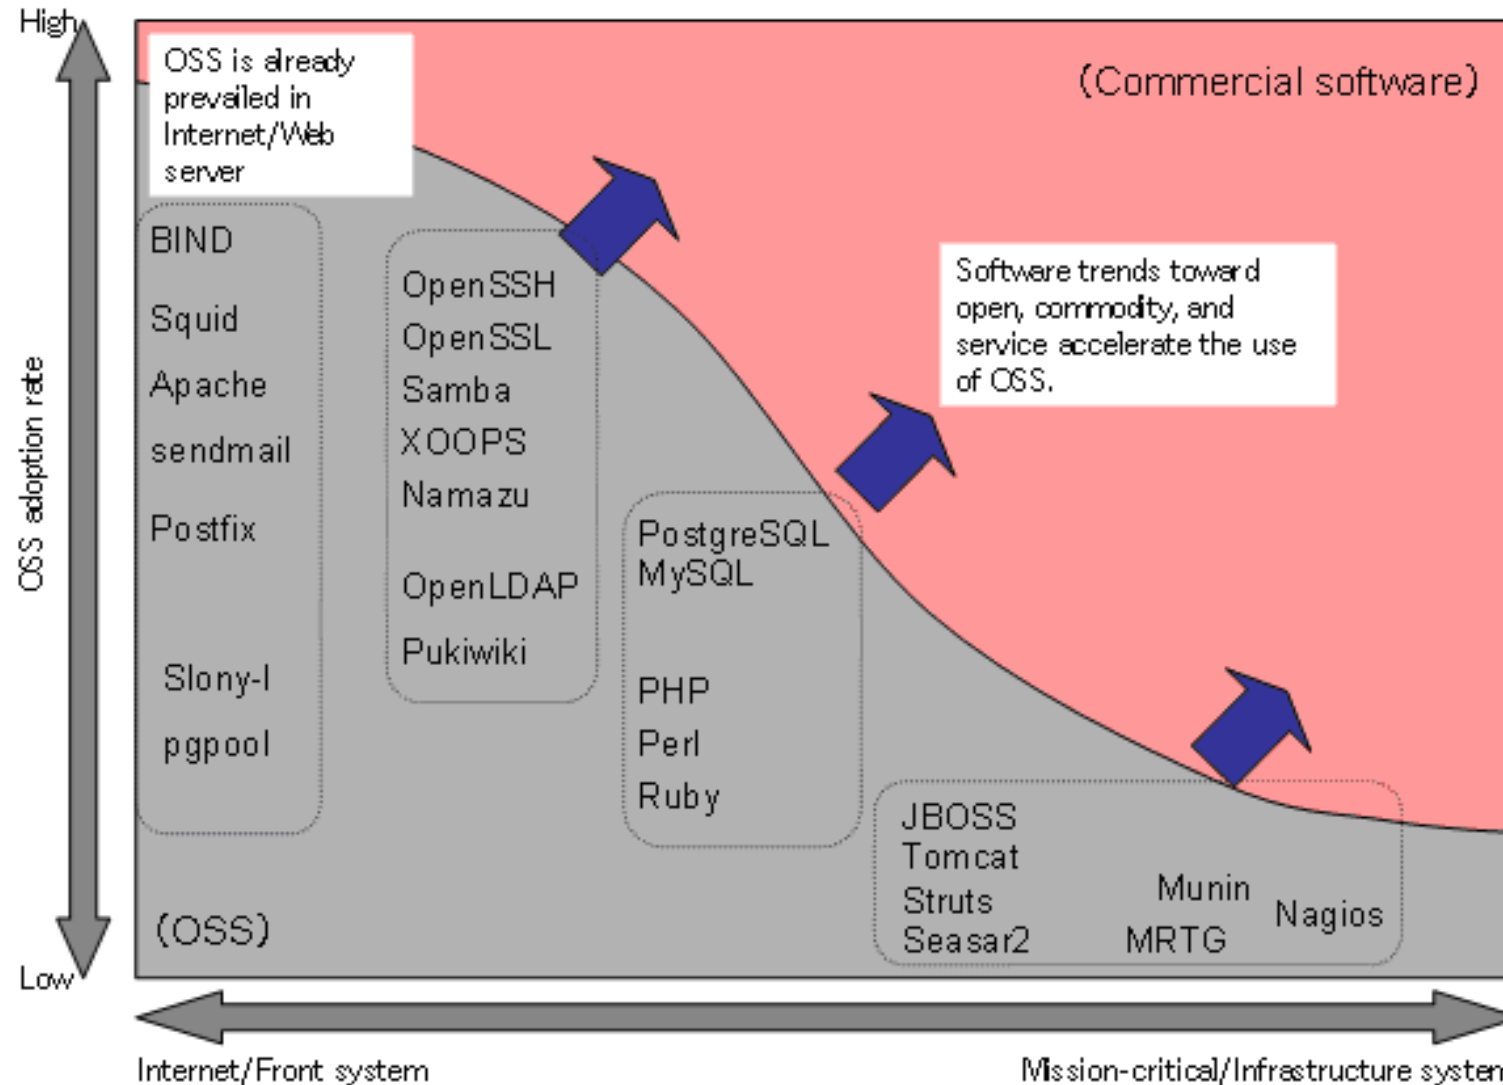 High
OSS is already
prevailed in
Internet/Web
server
(Commercial software)
BIND
Squid
Apache
sendmail
Postfix
Slony-I
pgpool
OpenSSH
OpenSSL
Samba
XOOPS
Namazu
OpenLDAP
Pukiwiki
Software trends toward
open, commodity, and
service accelerate the use
of OSS.
PostgreSQL
MySQL
PHP
Perl
Ruby
JBOSS
Tomcat
Struts
Seasar2
Munin
MRTG
Nagios
OSS adoption rate
(OSS)
Low
Internet/Front system
Mission-critical/Infrastructure system